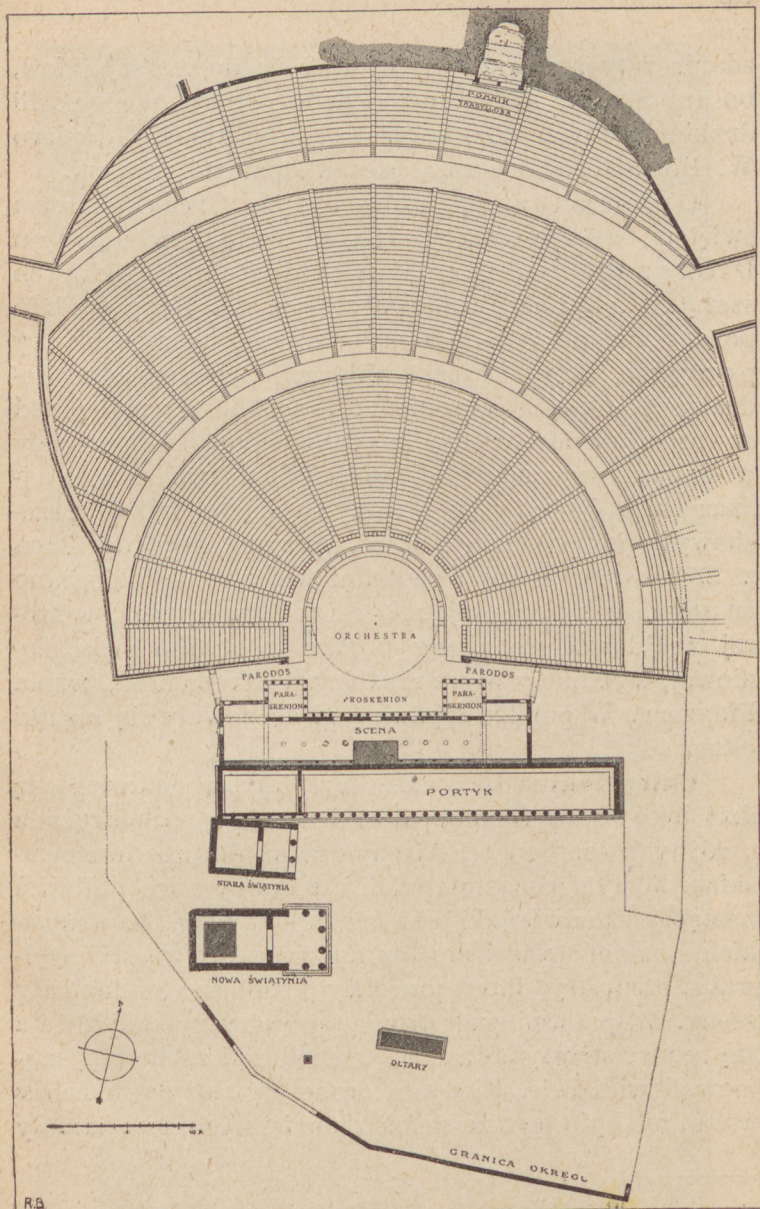 POMNIK
TRASYLLOSA
ORCHESTRA
PARODOS
PARODOS
PARA-
SKENION
PROSKENION
PARA-
SKENION
SCENA
PORTYK
STARA ŚWIĄTYNIA
NOWA ŚWIĄTYNIA
OŁTARZ
GRANICA OKRĘGU
R.B.